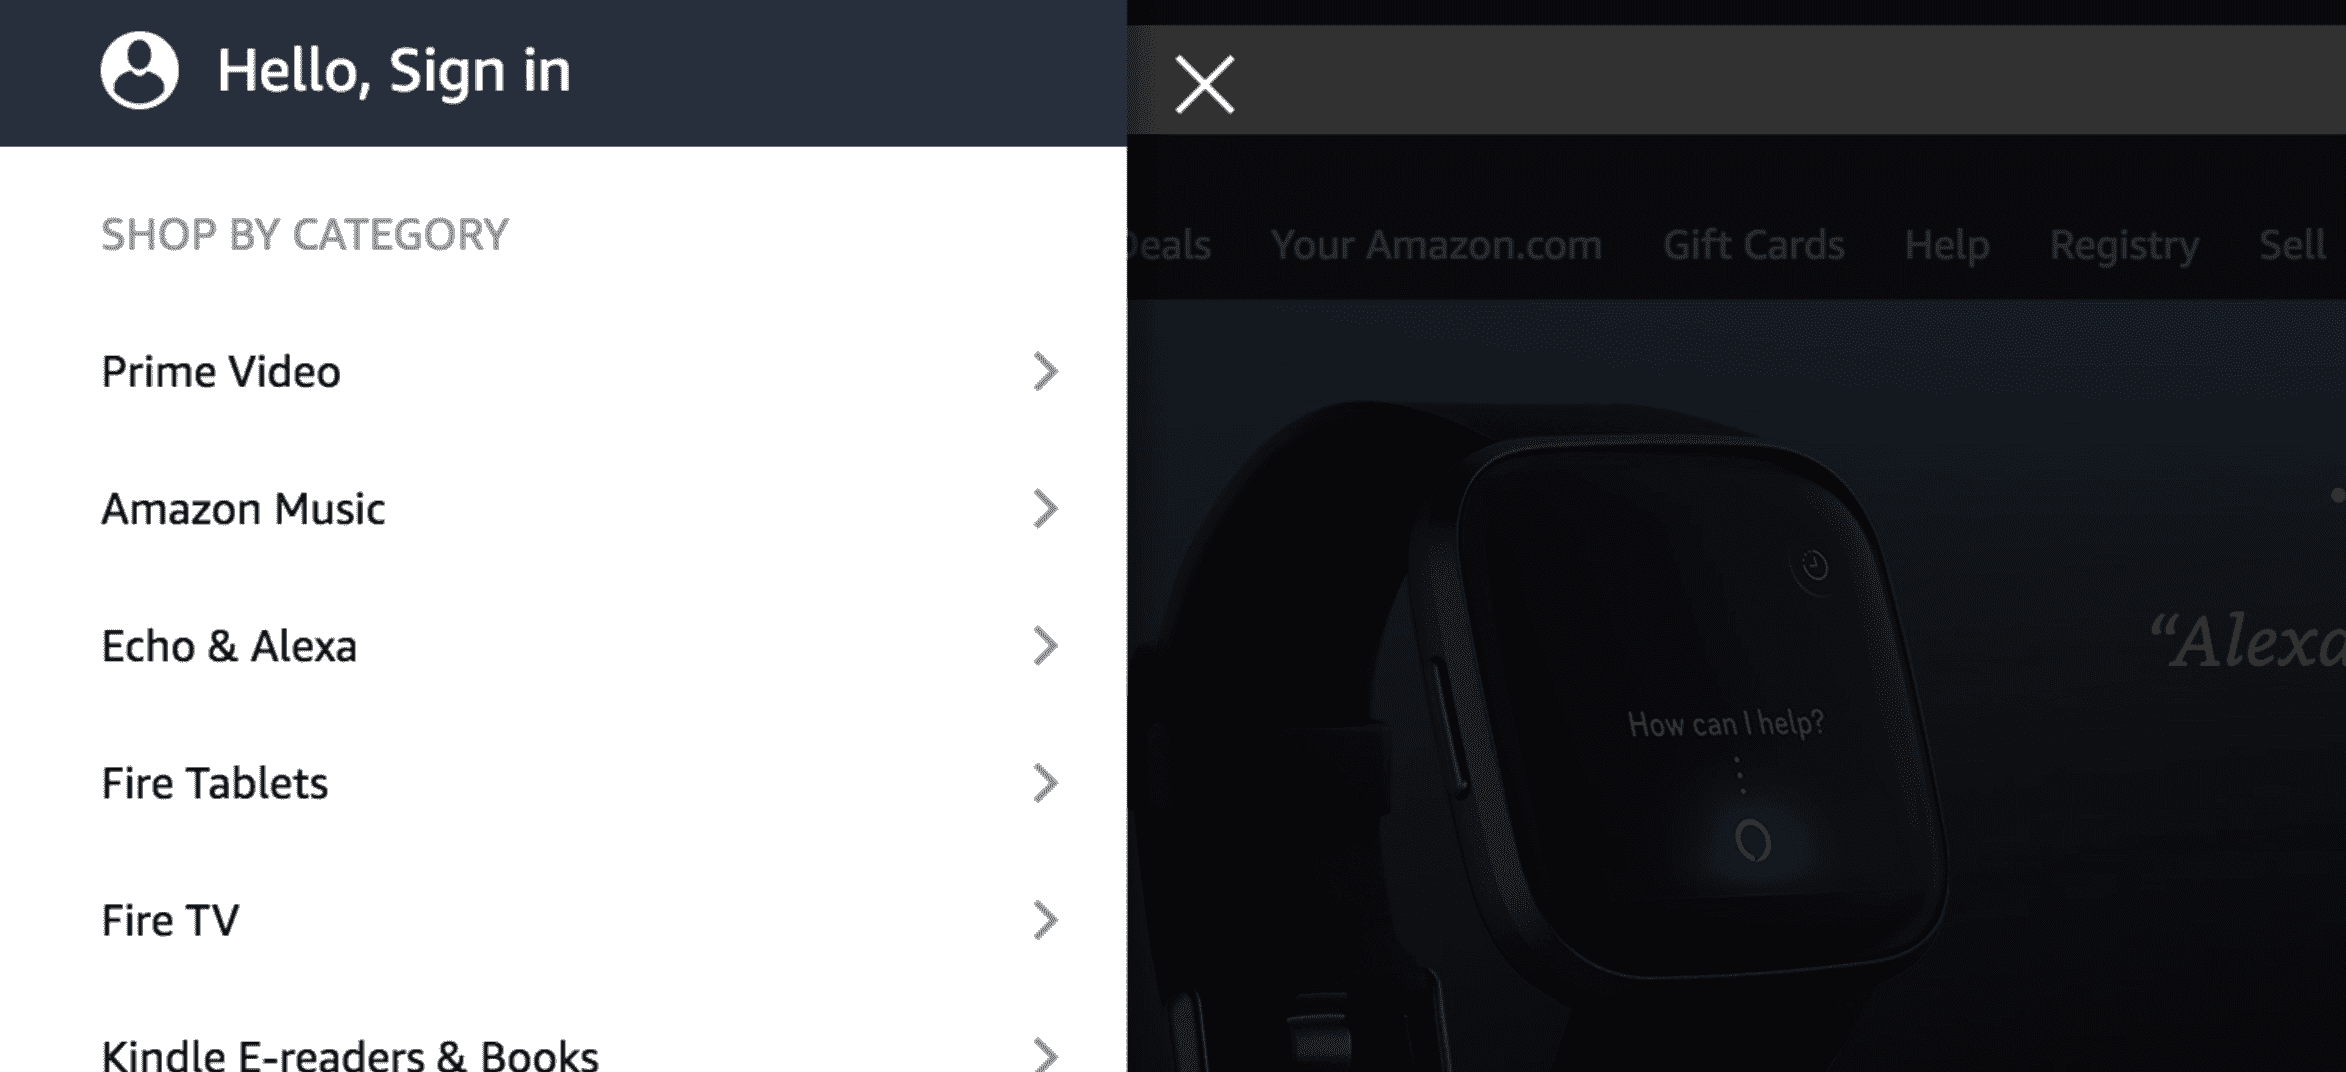 Hello, Sign in
SHOP BY CATEGORY
Prime Video
Amazon Music
Echo & Alexa
Fire Tablets
Fire TV
Kindle E-readers & Books
Deals Your Amazon.com Gift Cards Help Registry Sell
How can I help?
“Alexa